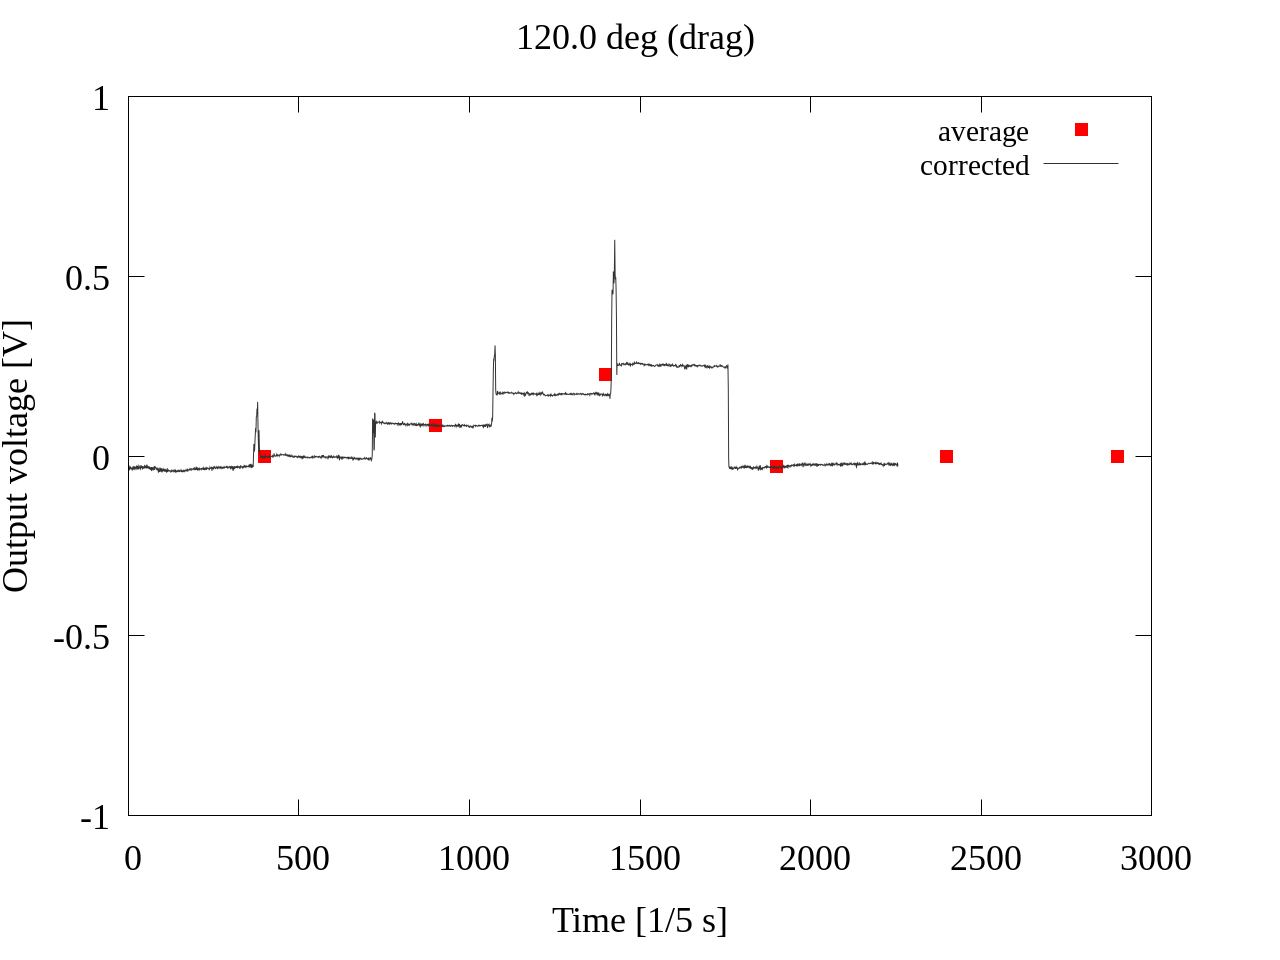 120.0 deg (drag)
average
corrected
Output voltage [V]
1
0.5
0
-0.5
-1
0 500 1000 1500 2000 2500 3000
Time [1/5 s]